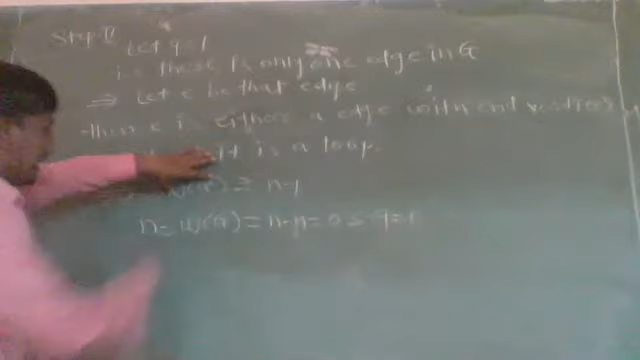 Step II Let q=1
i.e there is only one edge in G
⇒ Let e be that edge
Then e is either a edge with end vertices
it is a loop.
≥ n-1
n - W(G) = n-n=0 ≤ q=1